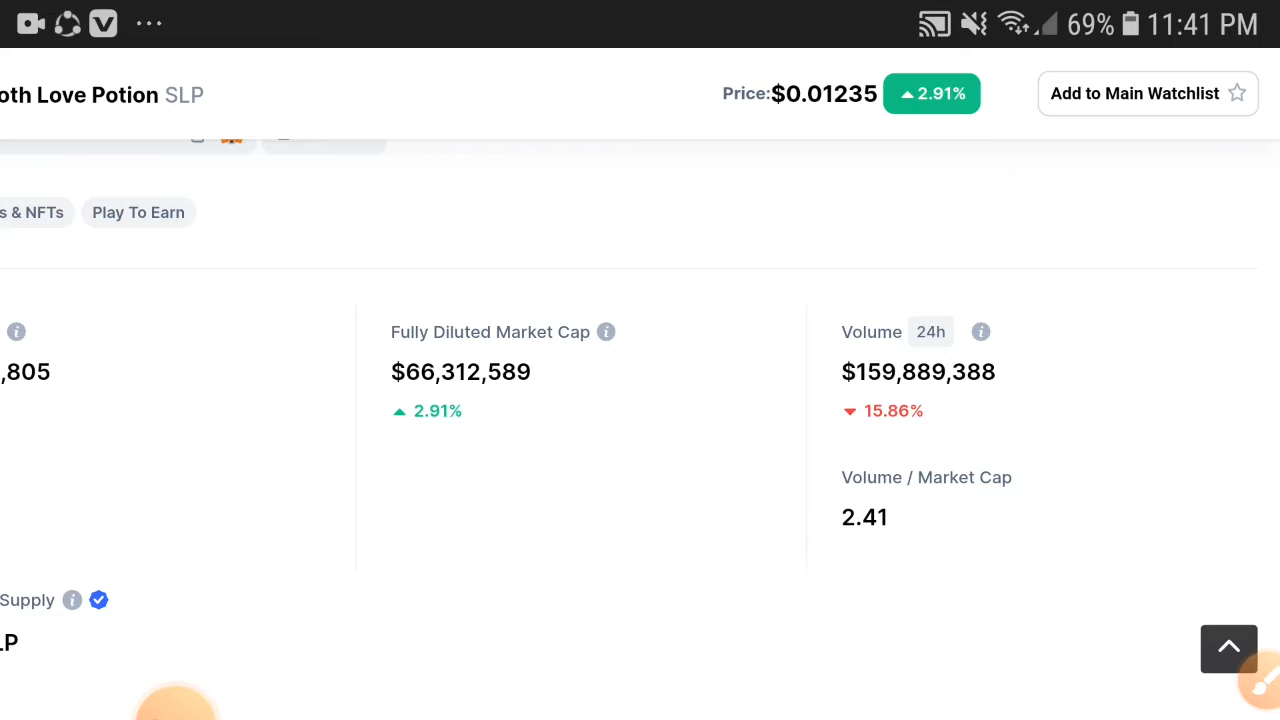 69% 11:41 PM
oth Love Potion SLP
Price: $0.01235 2.91%
Add to Main Watchlist
s & NFTs
Play To Earn
,805
Fully Diluted Market Cap
$66,312,589
2.91%
Volume 24h
$159,889,388
15.86%
Volume / Market Cap
2.41
Supply
LP